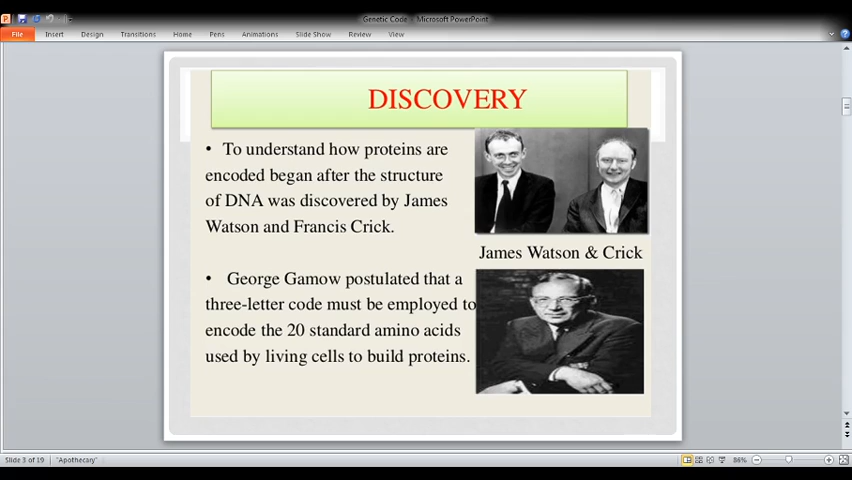 Genetic Code - Microsoft PowerPoint
File Insert Design Transitions Home Pens Animations Slide Show Review View
DISCOVERY
• To understand how proteins are
encoded began after the structure
of DNA was discovered by James
Watson and Francis Crick.
James Watson & Crick
• George Gamow postulated that a
three-letter code must be employed to
encode the 20 standard amino acids
used by living cells to build proteins.
Slide 3 of 19 "Apothecary" 86%